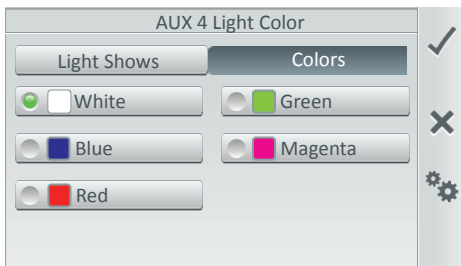 AUX 4 Light Color
Light Shows Colors
White Green
Blue Magenta
Red